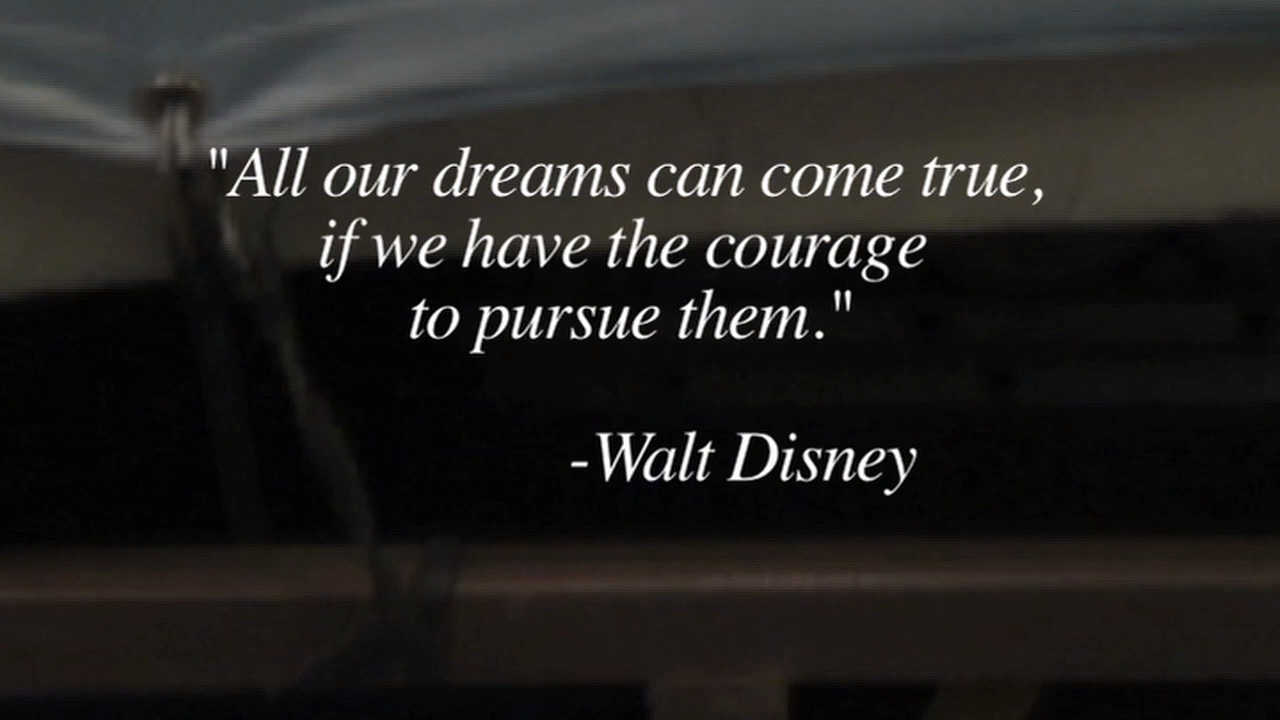 "All our dreams can come true,
if we have the courage
to pursue them."
-Walt Disney